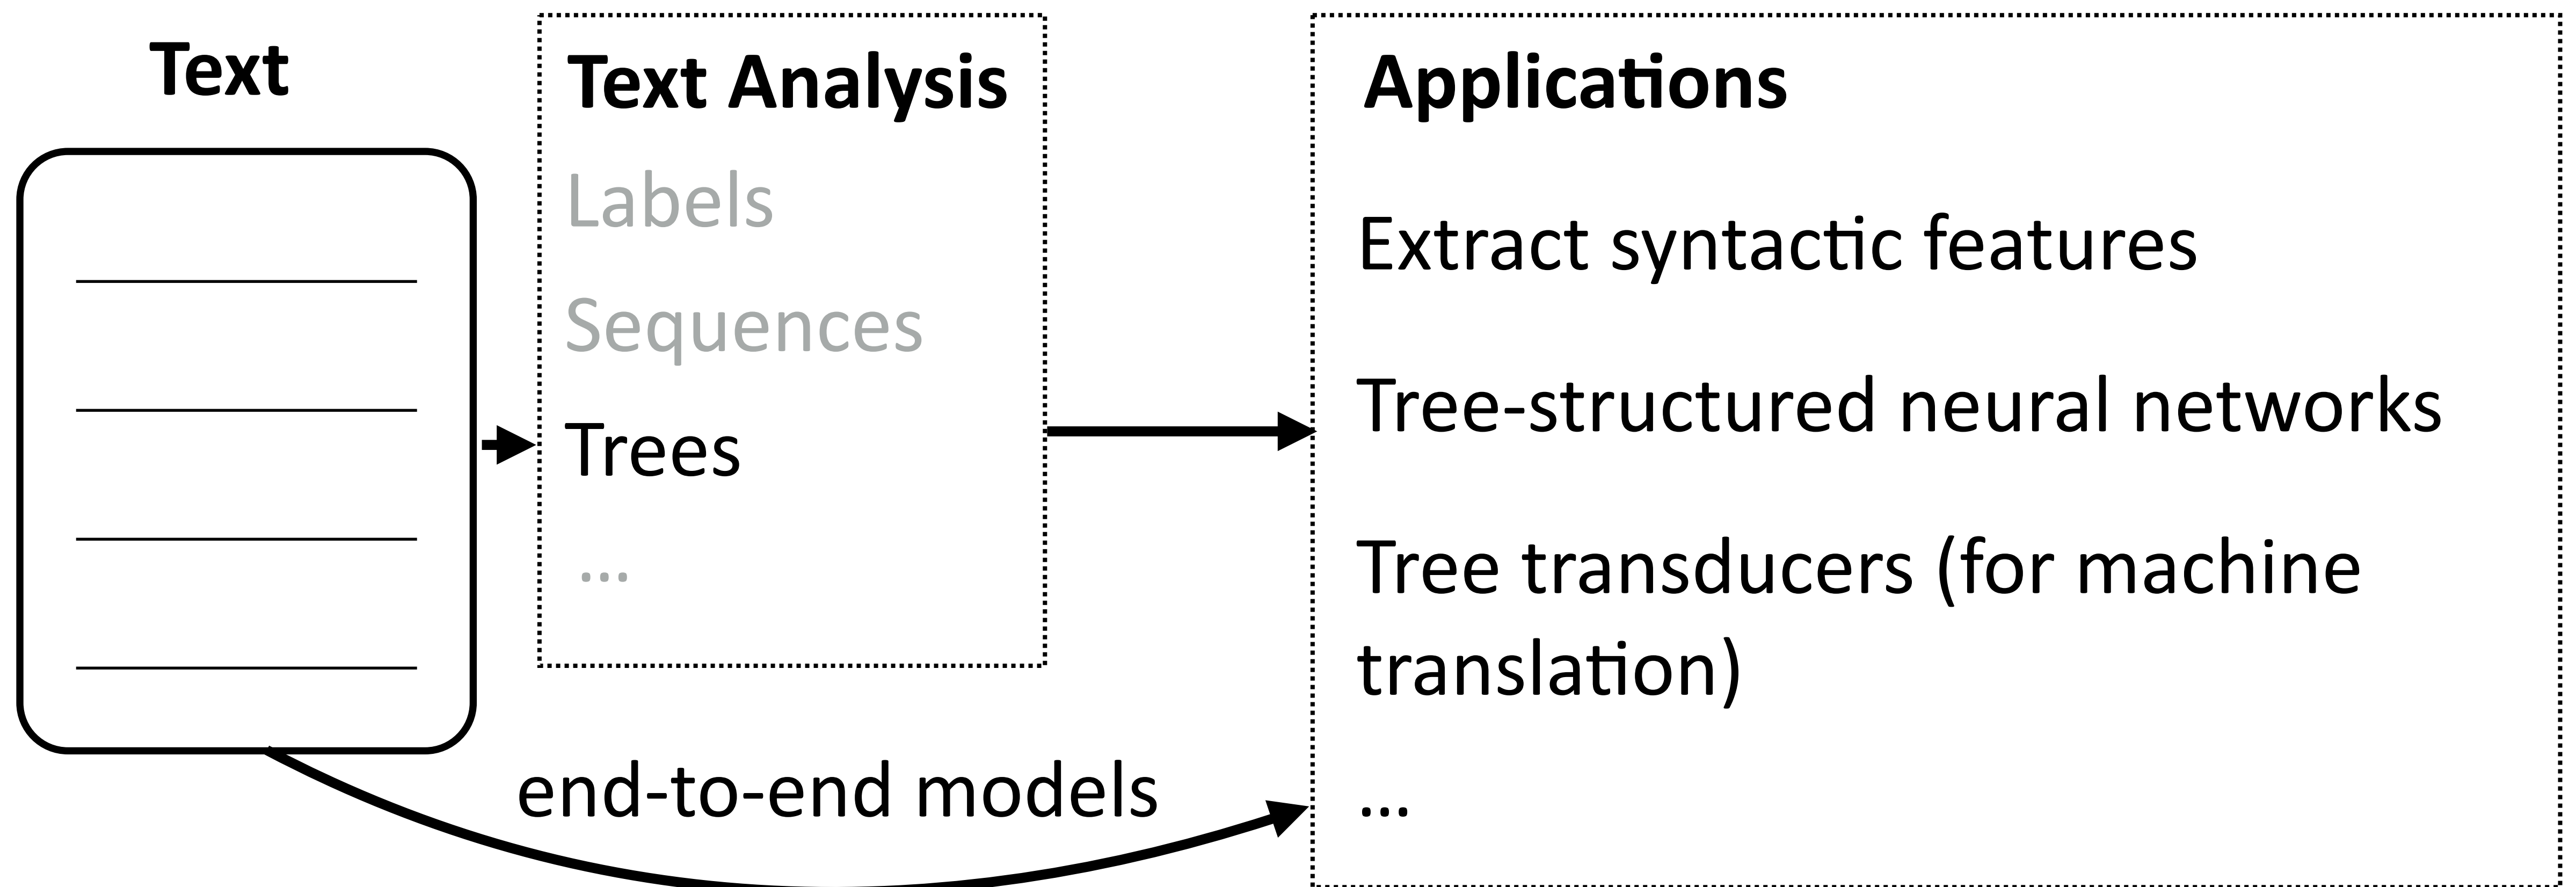 Text
Text Analysis
Labels
Sequences
Trees
...
Applications
Extract syntactic features
Tree-structured neural networks
Tree transducers (for machine
translation)
...
end-to-end models